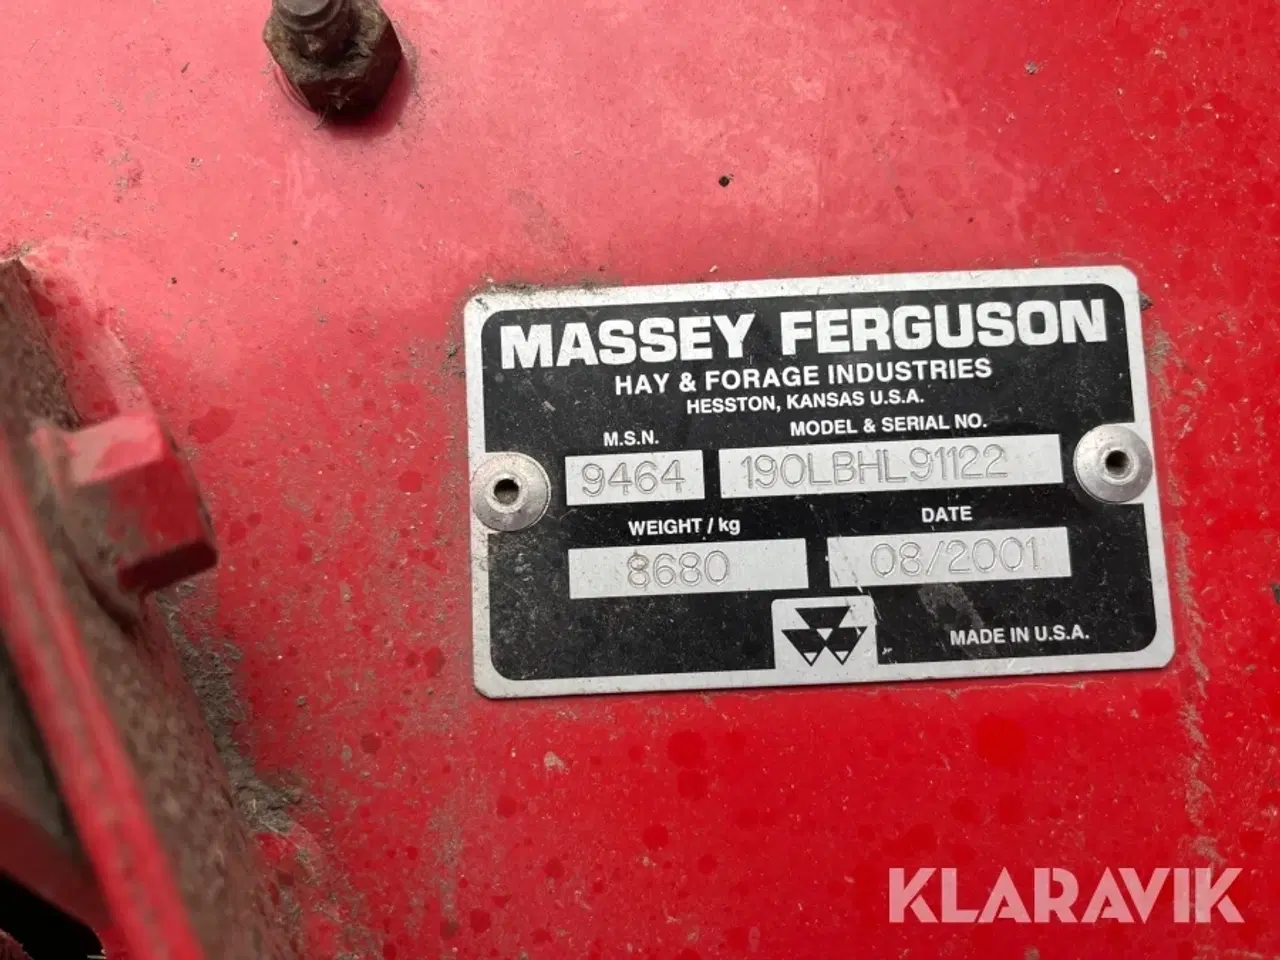 MASSEY FERGUSON
HAY & FORAGE INDUSTRIES
HESSTON, KANSAS U.S.A.
M.S.N.
MODEL & SERIAL NO.
9464
190LBHL91122
WEIGHT / kg
DATE
8680
08/2001
MADE IN U.S.A.
KLARAVIK